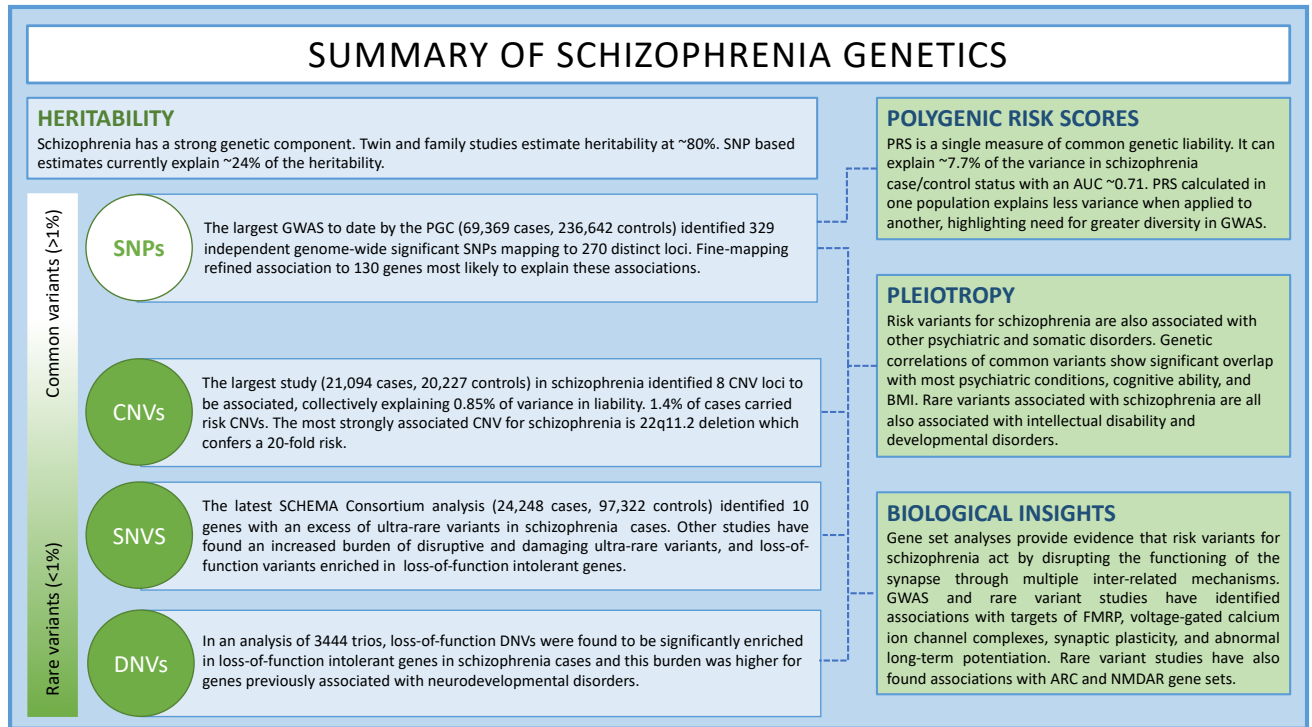 SUMMARY OF SCHIZOPHRENIA GENETICS
HERITABILITY
Schizophrenia has a strong genetic component. Twin and family studies estimate heritability at ~80%. SNP based
estimates currently explain ~24% of the heritability.
Common variants (>1%)
Rare variants (<1%)
SNPs
The largest GWAS to date by the PGC (69,369 cases, 236,642 controls) identified 329
independent genome-wide significant SNPs mapping to 270 distinct loci. Fine-mapping
refined association to 130 genes most likely to explain these associations.
CNVs
The largest study (21,094 cases, 20,227 controls) in schizophrenia identified 8 CNV loci to
be associated, collectively explaining 0.85% of variance in liability. 1.4% of cases carried
risk CNVs. The most strongly associated CNV for schizophrenia is 22q11.2 deletion which
confers a 20-fold risk.
SNVS
The latest SCHEMA Consortium analysis (24,248 cases, 97,322 controls) identified 10
genes with an excess of ultra-rare variants in schizophrenia cases. Other studies have
found an increased burden of disruptive and damaging ultra-rare variants, and loss-of-
function variants enriched in loss-of-function intolerant genes.
DNVs
In an analysis of 3444 trios, loss-of-function DNVs were found to be significantly enriched
in loss-of-function intolerant genes in schizophrenia cases and this burden was higher for
genes previously associated with neurodevelopmental disorders.
POLYGENIC RISK SCORES
PRS is a single measure of common genetic liability. It can
explain ~7.7% of the variance in schizophrenia
case/control status with an AUC ~0.71. PRS calculated in
one population explains less variance when applied to
another, highlighting need for greater diversity in GWAS.
PLEIOTROPY
Risk variants for schizophrenia are also associated with
other psychiatric and somatic disorders. Genetic
correlations of common variants show significant overlap
with most psychiatric conditions, cognitive ability, and
BMI. Rare variants associated with schizophrenia are all
also associated with intellectual disability and
developmental disorders.
BIOLOGICAL INSIGHTS
Gene set analyses provide evidence that risk variants for
schizophrenia act by disrupting the functioning of the
synapse through multiple inter-related mechanisms.
GWAS and rare variant studies have identified
associations with targets of FMRP, voltage-gated calcium
ion channel complexes, synaptic plasticity, and abnormal
long-term potentiation. Rare variant studies have also
found associations with ARC and NMDAR gene sets.